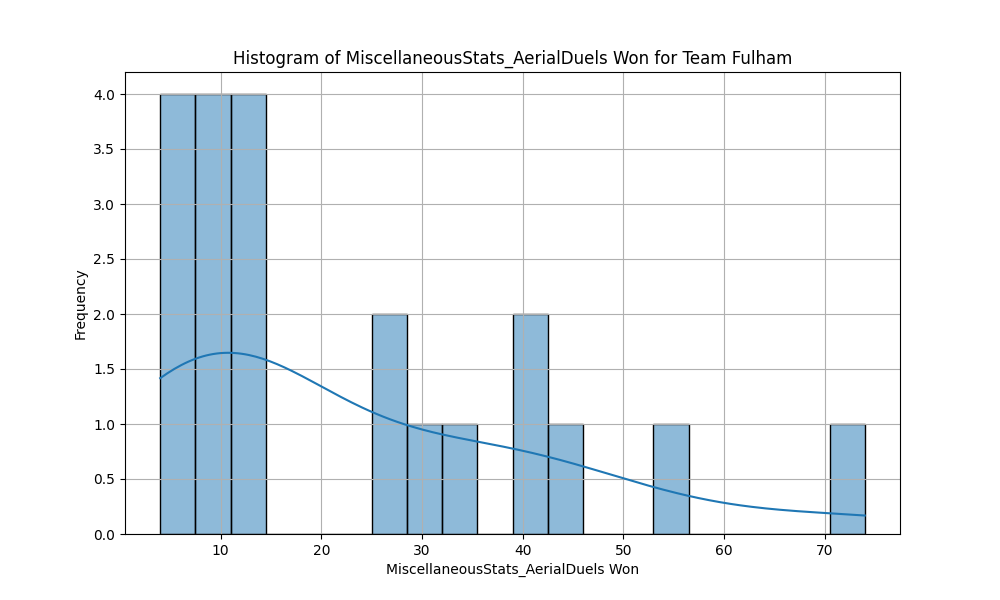 Histogram of MiscellaneousStats_AerialDuels Won for Team Fulham
4.0
3.5
3.0
2.5
2.0
1.5
1.0
0.5
0.0
Frequency
10 20 30 40 50 60 70
MiscellaneousStats_AerialDuels Won